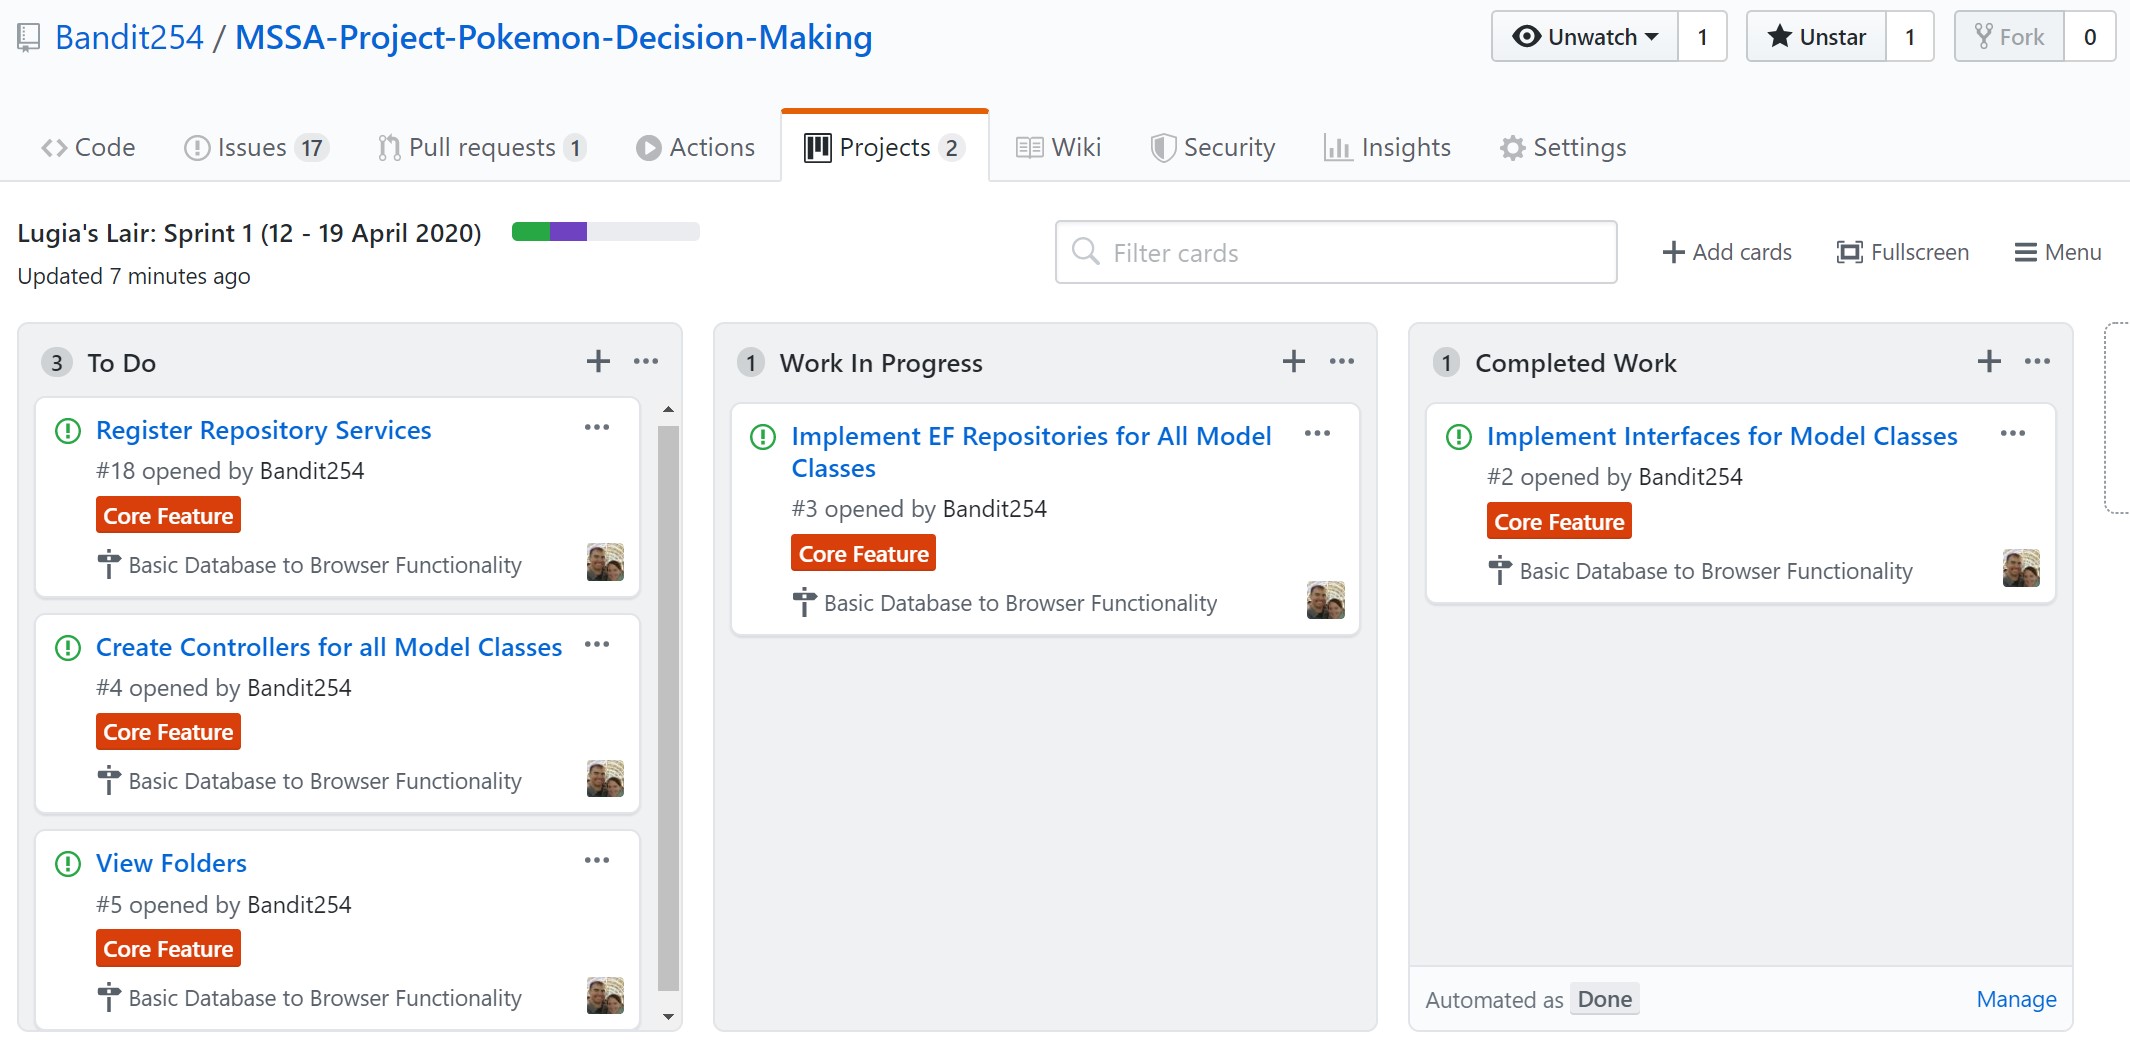 Bandit254 / MSSA-Project-Pokemon-Decision-Making
Unwatch 1 Unstar 1 Fork 0
Code Issues 17 Pull requests 1 Actions Projects 2 Wiki Security Insights Settings
Lugia's Lair: Sprint 1 (12 - 19 April 2020)
Updated 7 minutes ago
Filter cards
Add cards Fullscreen Menu
3 To Do
Register Repository Services
#18 opened by Bandit254
Core Feature
Basic Database to Browser Functionality
Create Controllers for all Model Classes
#4 opened by Bandit254
Core Feature
Basic Database to Browser Functionality
View Folders
#5 opened by Bandit254
Core Feature
Basic Database to Browser Functionality
1 Work In Progress
Implement EF Repositories for All Model
Classes
#3 opened by Bandit254
Core Feature
Basic Database to Browser Functionality
1 Completed Work
Implement Interfaces for Model Classes
#2 opened by Bandit254
Core Feature
Basic Database to Browser Functionality
Automated as Done Manage